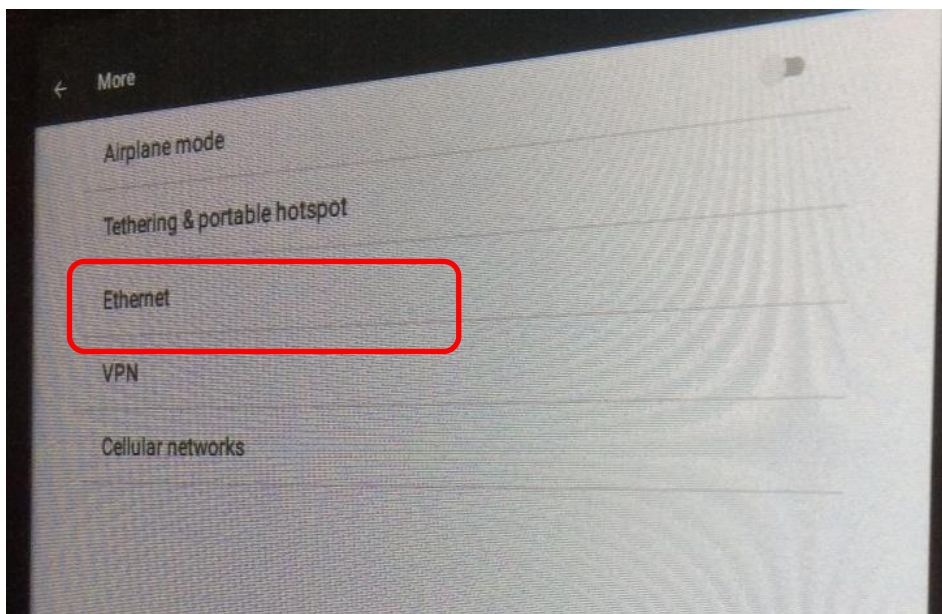 More
Airplane mode
Tethering & portable hotspot
Ethernet
VPN
Cellular networks